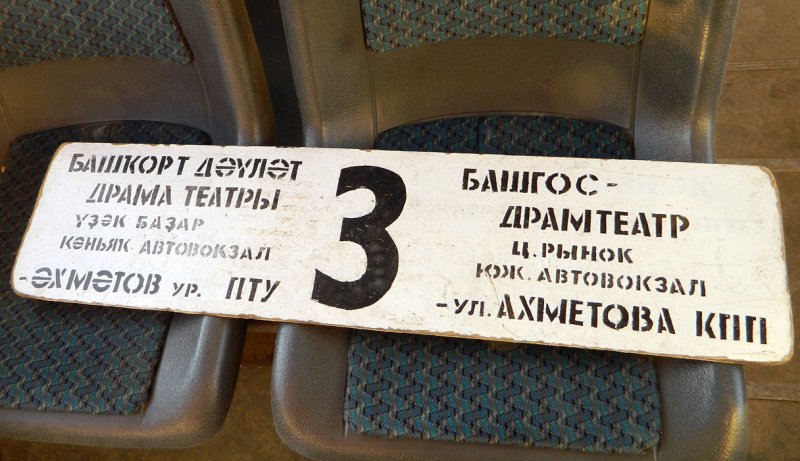 БАШКОРТ ДӘҮЛӘТ
ДРАМА ТЕАТРЫ
ҮҘӘК БАҘАР
КӨНЬЯК АВТОВОКЗАЛ
-ӘХМӘТОВ УР. ПТУ
3
БАШГОС-
ДРАМТЕАТР
Ц. РЫНОК
ЮЖ. АВТОВОКЗАЛ
-УЛ. АХМЕТОВА КПП